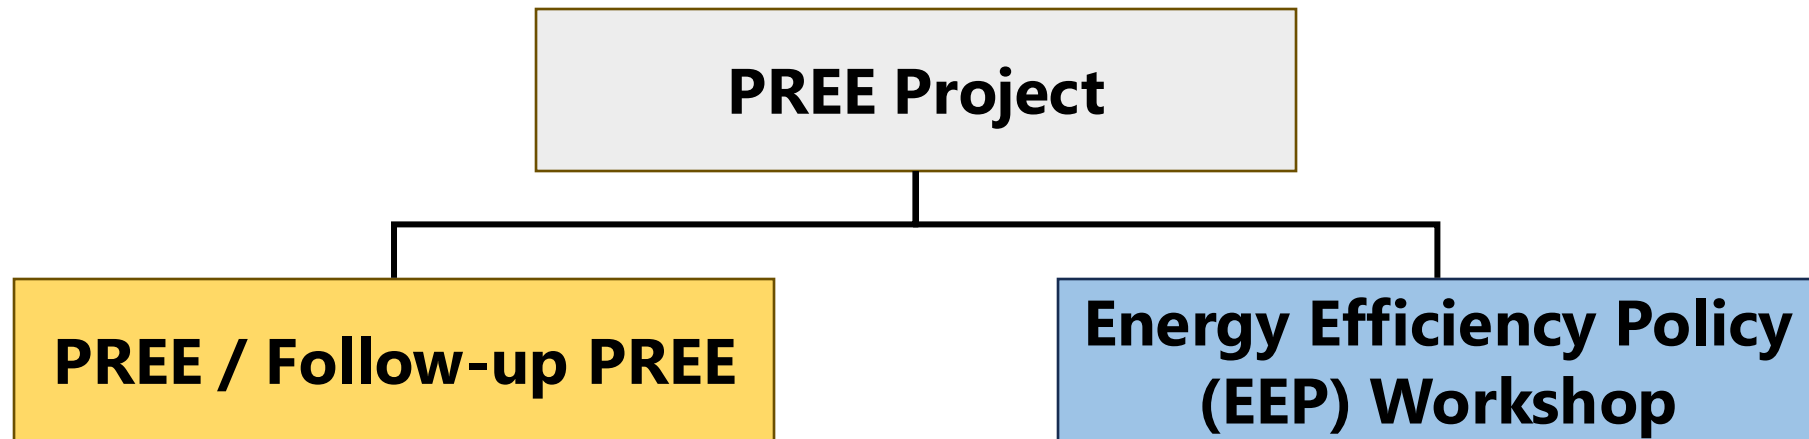 PREE Project
PREE / Follow-up PREE
Energy Efficiency Policy
(EEP) Workshop